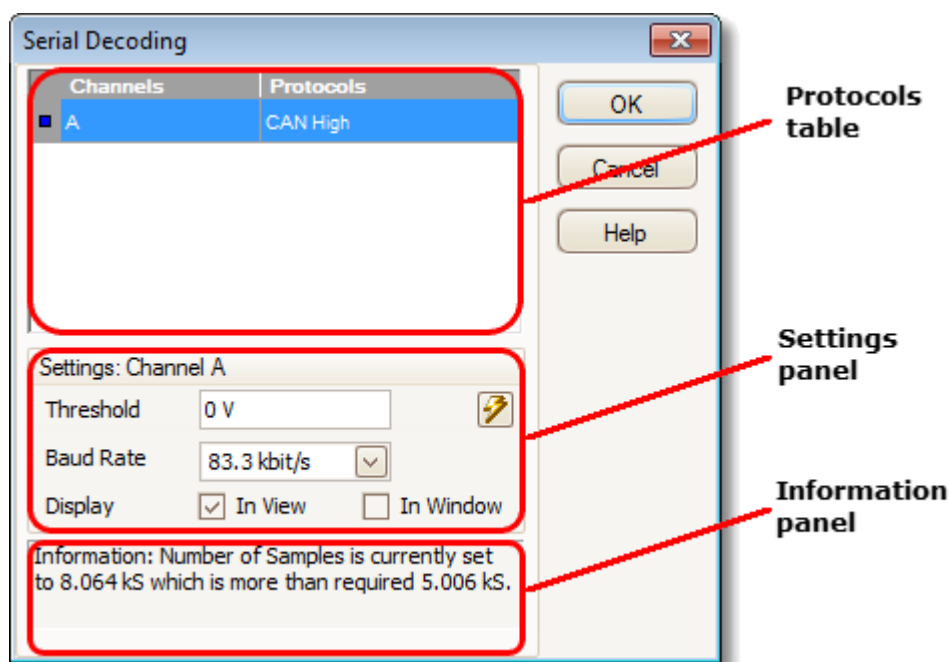 Serial Decoding
Channels Protocols
A CAN High
OK
Cancel
Help
Protocols
table
Settings: Channel A
Threshold 0 V
Baud Rate 83.3 kbit/s
Display In View In Window
Settings
panel
Information: Number of Samples is currently set
to 8.064 kS which is more than required 5.006 kS.
Information
panel